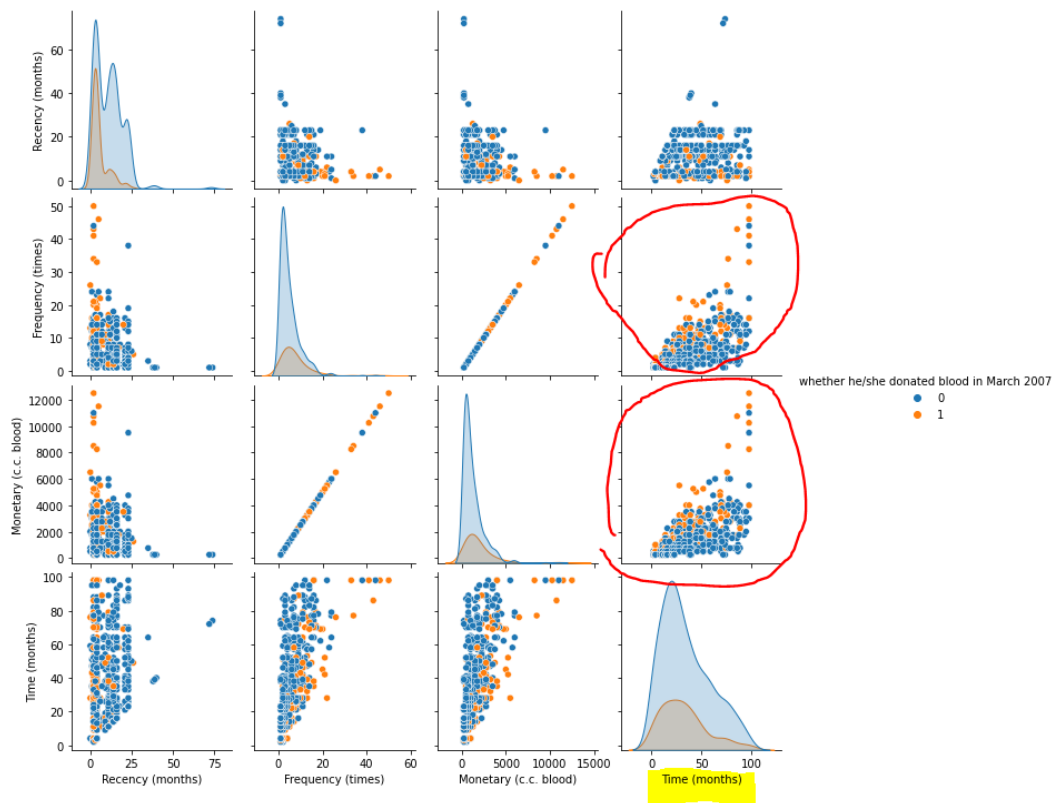 Recency (months)
60
40
20
0
Frequency (times)
50
40
30
20
10
0
whether he/she donated blood in March 2007
0
1
Monetary (c.c. blood)
12000
10000
8000
6000
4000
2000
0
Time (months)
100
80
60
40
20
0
0 25 50 75
0 20 40 60
0 5000 10000 15000
0 50 100
Recency (months)
Frequency (times)
Monetary (c.c. blood)
Time (months)